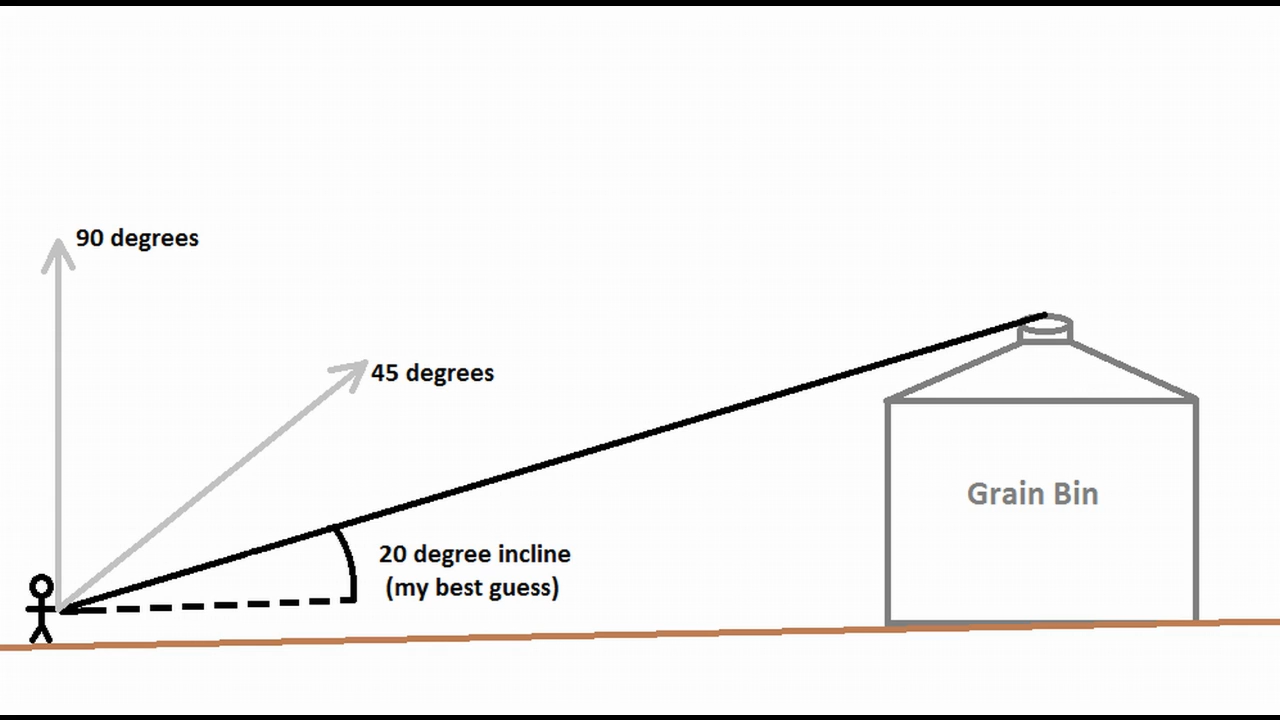 90 degrees
45 degrees
Grain Bin
20 degree incline
(my best guess)